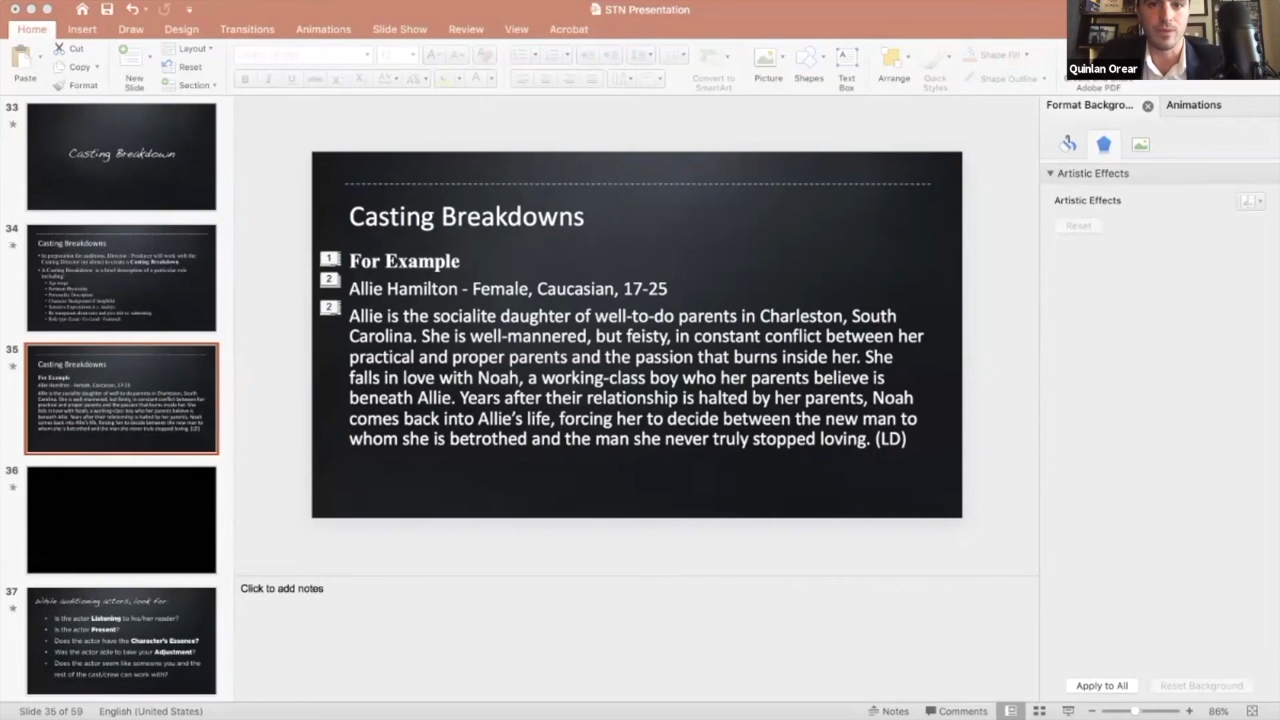 STN Presentation
Home Insert Draw Design Transitions Animations Slide Show Review View Acrobat
Paste
Cut
Copy
Format
New Slide
Layout
Reset
Section
Convert to SmartArt
Picture
Shapes
Text Box
Arrange
Quick Styles
Shape Fill
Shape Outline
Adobe PDF
Quinlan Orear
33
Casting Breakdown
34
Casting Breakdowns
35
Casting Breakdowns
For Example
Allie Hamilton - Female, Caucasian, 17-25
36
37
While auditioning actors, look for:
• Is the actor Listening to his/her reader?
• Is the actor Present?
• Does the actor have the Character's Essence?
• Was the actor able to take your Adjustment?
• Does the actor seem like someone you and the
rest of the cast/crew can work with?
Casting Breakdowns
1
For Example
2
Allie Hamilton - Female, Caucasian, 17-25
2
Allie is the socialite daughter of well-to-do parents in Charleston, South
Carolina. She is well-mannered, but feisty, in constant conflict between her
practical and proper parents and the passion that burns inside her. She
falls in love with Noah, a working-class boy who her parents believe is
beneath Allie. Years after their relationship is halted by her parents, Noah
comes back into Allie's life, forcing her to decide between the new man to
whom she is betrothed and the man she never truly stopped loving. (LD)
Click to add notes
Format Backgro... Animations
Artistic Effects
Artistic Effects
Reset
Apply to All Reset Background
Slide 35 of 59 English (United States) Notes Comments 86%